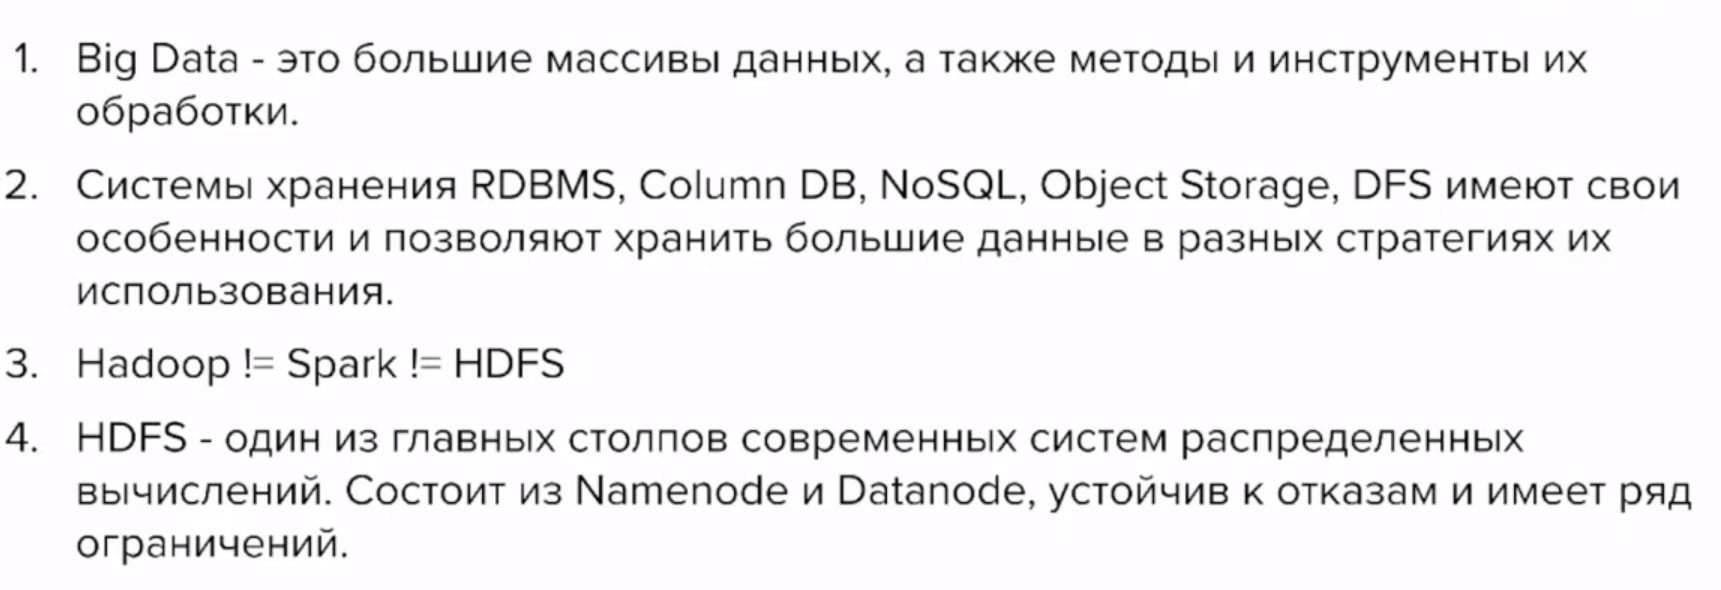 1. Big Data - это большие массивы данных, а также методы и инструменты их
обработки.
2. Системы хранения RDBMS, Column DB, NoSQL, Object Storage, DFS имеют свои
особенности и позволяют хранить большие данные в разных стратегиях их
использования.
3. Hadoop != Spark != HDFS
4. HDFS - один из главных столпов современных систем распределенных
вычислений. Состоит из Namenode и Datanode, устойчив к отказам и имеет ряд
ограничений.